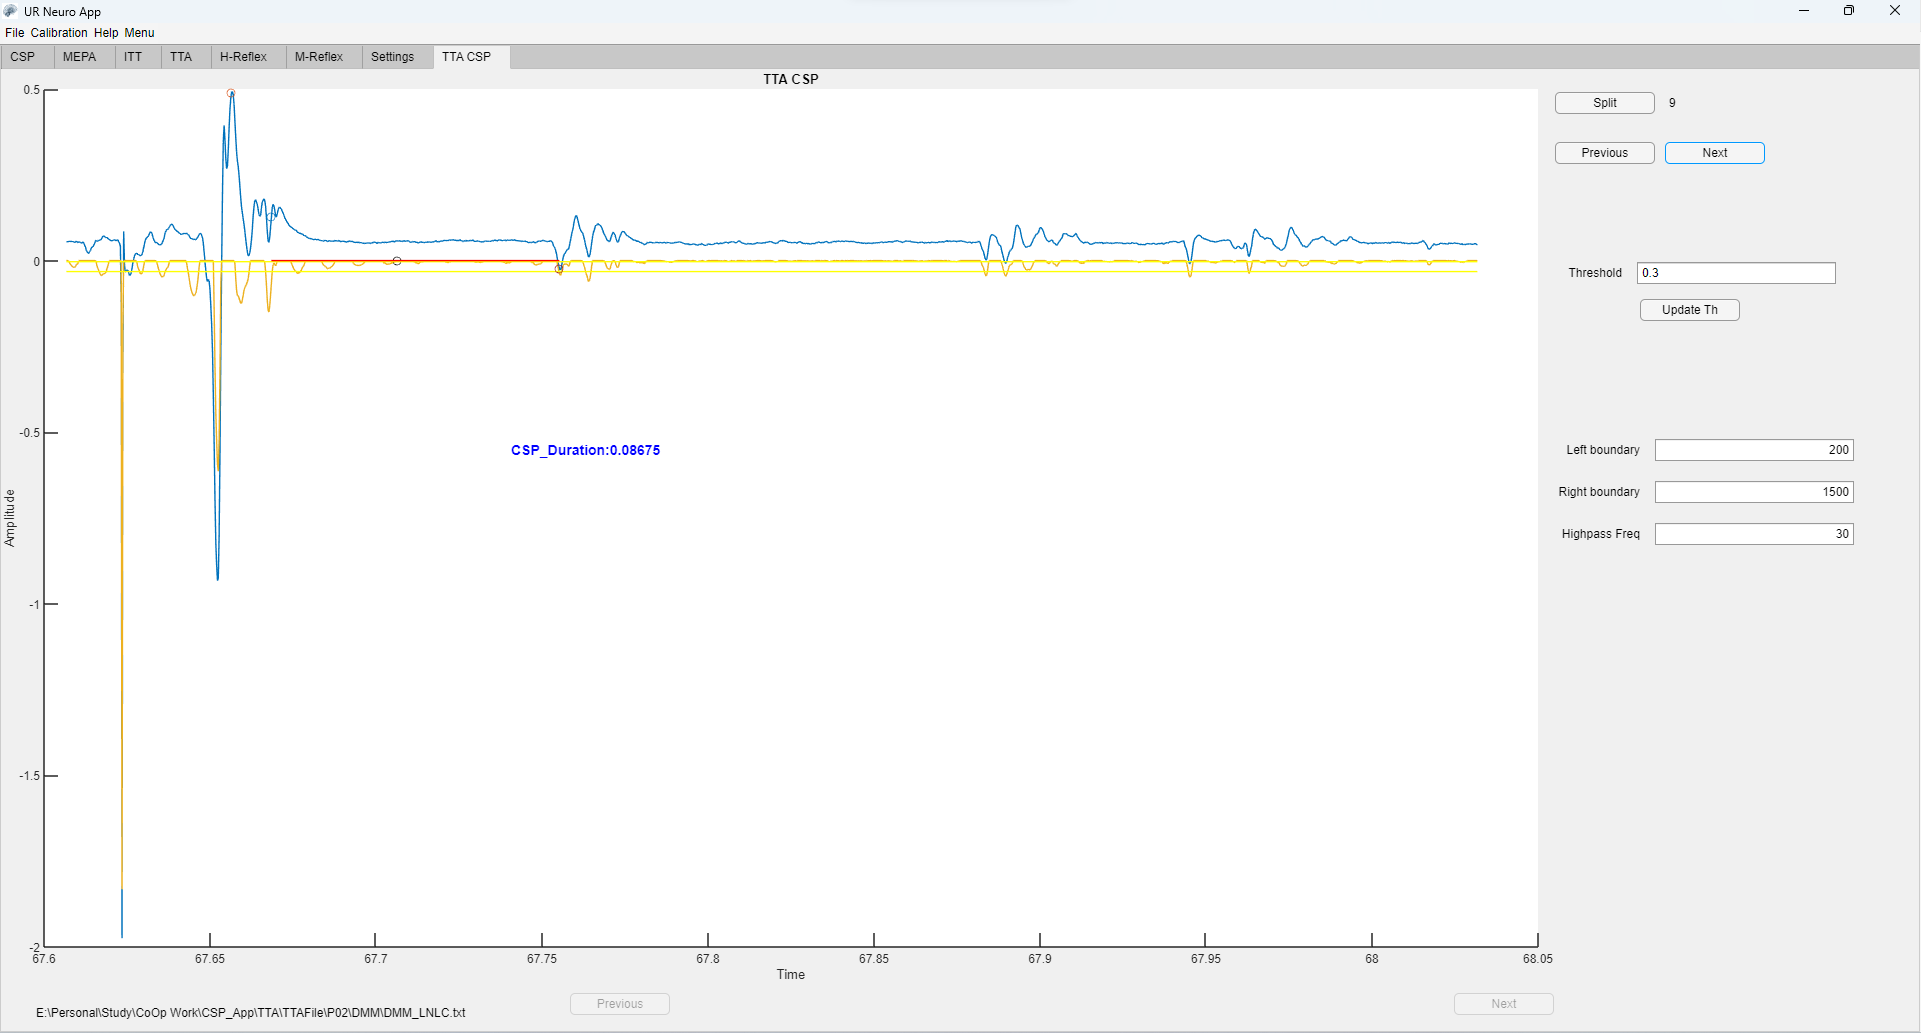 UR Neuro App
File Calibration Help Menu
CSP MEPA ITT TTA H-Reflex M-Reflex Settings TTA CSP
TTA CSP
0.5
0
-0.5
-1
-1.5
-2
Amplitude
CSP_Duration:0.08675
67.6 67.65 67.7 67.75 67.8 67.85 67.9 67.95 68 68.05
Time
Split 9
Previous Next
Threshold 0.3
Update Th
Left boundary 200
Right boundary 1500
Highpass Freq 30
Previous Next
E:\Personal\Study\CoOp Work\CSP_App\TTA\TTAFile\P02\DMM\DMM_LNLC.txt